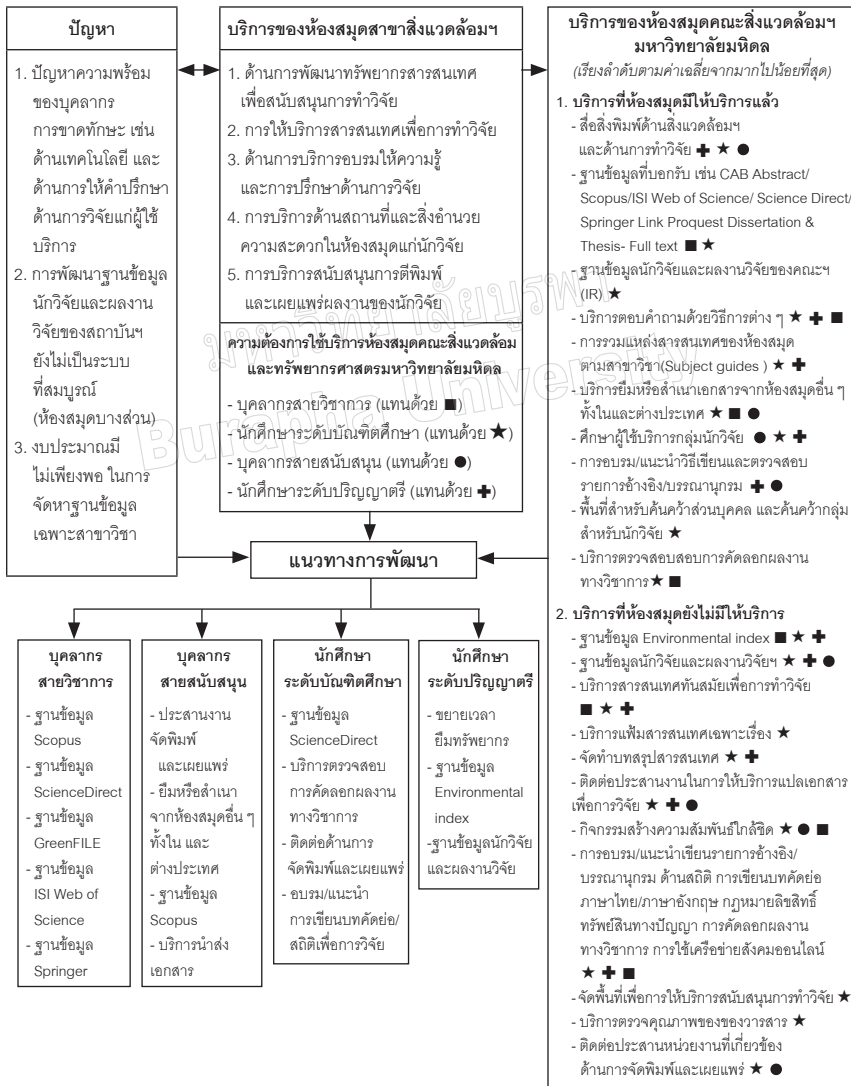 ปัญหา
1. ปัญหาความพร้อม
ของบุคลากร
การขาดทักษะ เช่น
ด้านเทคโนโลยี และ
ด้านการให้คำปรึกษา
ด้านการวิจัยแก่ผู้ใช้
บริการ
2. การพัฒนาฐานข้อมูล
นักวิจัยและผลงาน
วิจัยของสถาบันฯ
ยังไม่เป็นระบบ
ที่สมบูรณ์
(ห้องสมุดบางส่วน)
3. งบประมาณมี
ไม่เพียงพอ ในการ
จัดหาฐานข้อมูล
เฉพาะสาขาวิชา
บริการของห้องสมุดสาขาสิ่งแวดล้อมฯ
1. ด้านการพัฒนาทรัพยากรสารสนเทศ
เพื่อสนับสนุนการทำวิจัย
2. การให้บริการสารสนเทศเพื่อการทำวิจัย
3. ด้านการบริการอบรมให้ความรู้
และการปรึกษาด้านการวิจัย
4. การบริการด้านสถานที่และสิ่งอำนวย
ความสะดวกในห้องสมุดแก่นักวิจัย
5. การบริการสนับสนุนการตีพิมพ์
และเผยแพร่ผลงานของนักวิจัย
ความต้องการใช้บริการห้องสมุดคณะสิ่งแวดล้อม
และทรัพยากรศาสตรมหาวิทยาลัยมหิดล
- บุคลากรสายวิชาการ (แทนด้วย ■)
- นักศึกษาระดับบัณฑิตศึกษา (แทนด้วย ★)
- บุคลากรสายสนับสนุน (แทนด้วย ●)
- นักศึกษาระดับปริญญาตรี (แทนด้วย ✚)
บริการของห้องสมุดคณะสิ่งแวดล้อมฯ
มหาวิทยาลัยมหิดล
(เรียงลำดับตามค่าเฉลี่ยจากมากไปน้อยที่สุด)
1. บริการที่ห้องสมุดมีให้บริการแล้ว
- สื่อสิ่งพิมพ์ด้านสิ่งแวดล้อมฯ
และด้านการทำวิจัย ✚ ★ ●
- ฐานข้อมูลที่บอกรับ เช่น CAB Abstract/
Scopus/ISI Web of Science/ Science Direct/
Springer Link Proquest Dissertation &
Thesis- Full text ■ ★
- ฐานข้อมูลนักวิจัยและผลงานวิจัยของคณะฯ
(IR) ★
- บริการตอบคำถามด้วยวิธีการต่าง ๆ ★ ✚ ■
- การรวมแหล่งสารสนเทศของห้องสมุด
ตามสาขาวิชา(Subject guides ) ★ ✚
- บริการยืมหรือสำเนาเอกสารจากห้องสมุดอื่น ๆ
ทั้งในและต่างประเทศ ★ ■ ●
- ศึกษาผู้ใช้บริการกลุ่มนักวิจัย ● ★ ✚
- การอบรม/แนะนำวิธีเขียนและตรวจสอบ
รายการอ้างอิง/บรรณานุกรม ✚ ●
- พื้นที่สำหรับค้นคว้าส่วนบุคคล และค้นคว้ากลุ่ม
สำหรับนักวิจัย ★
- บริการตรวจสอบสอบการคัดลอกผลงาน
ทางวิชาการ★ ■
2. บริการที่ห้องสมุดยังไม่มีให้บริการ
- ฐานข้อมูล Environmental index ■ ★ ✚
- ฐานข้อมูลนักวิจัยและผลงานวิจัยฯ ★ ✚ ●
- บริการสารสนเทศทันสมัยเพื่อการทำวิจัย
■ ★ ✚
- บริการแฟ้มสารสนเทศเฉพาะเรื่อง ★
- จัดทำบทสรุปสารสนเทศ ★ ✚
- ติดต่อประสานงานในการให้บริการแปลเอกสาร
เพื่อการวิจัย ★ ✚ ●
- กิจกรรมสร้างความสัมพันธ์ใกล้ชิด ★ ● ■
- การอบรม/แนะนำเขียนรายการอ้างอิง/
บรรณานุกรม ด้านสถิติ การเขียนบทคัดย่อ
ภาษาไทย/ภาษาอังกฤษ กฎหมายลิขสิทธิ์
ทรัพย์สินทางปัญญา การคัดลอกผลงาน
ทางวิชาการ การใช้เครือข่ายสังคมออนไลน์
★ ✚ ■
- จัดพื้นที่เพื่อการให้บริการสนับสนุนการทำวิจัย ★
- บริการตรวจคุณภาพของของวารสาร ★
- ติดต่อประสานหน่วยงานที่เกี่ยวข้อง
ด้านการจัดพิมพ์และเผยแพร่ ★ ●
แนวทางการพัฒนา
บุคลากร
สายวิชาการ
- ฐานข้อมูล
Scopus
- ฐานข้อมูล
ScienceDirect
- ฐานข้อมูล
GreenFILE
- ฐานข้อมูล
ISI Web of
Science
- ฐานข้อมูล
Springer
บุคลากร
สายสนับสนุน
- ประสานงาน
จัดพิมพ์
และเผยแพร่
- ยืมหรือสำเนา
จากห้องสมุดอื่น ๆ
ทั้งใน และ
ต่างประเทศ
- ฐานข้อมูล
Scopus
- บริการนำส่ง
เอกสาร
นักศึกษา
ระดับบัณฑิตศึกษา
- ฐานข้อมูล
ScienceDirect
- บริการตรวจสอบ
การคัดลอกผลงาน
ทางวิชาการ
- ติดต่อด้านการ
จัดพิมพ์และเผยแพร่
- อบรม/แนะนำ
การเขียนบทคัดย่อ/
สถิติเพื่อการวิจัย
นักศึกษา
ระดับปริญญาตรี
- ขยายเวลา
ยืมทรัพยากร
- ฐานข้อมูล
Environmental
index
-ฐานข้อมูลนักวิจัย
และผลงานวิจัย
มหาวิทยาลัยบูรพา
Burapha University